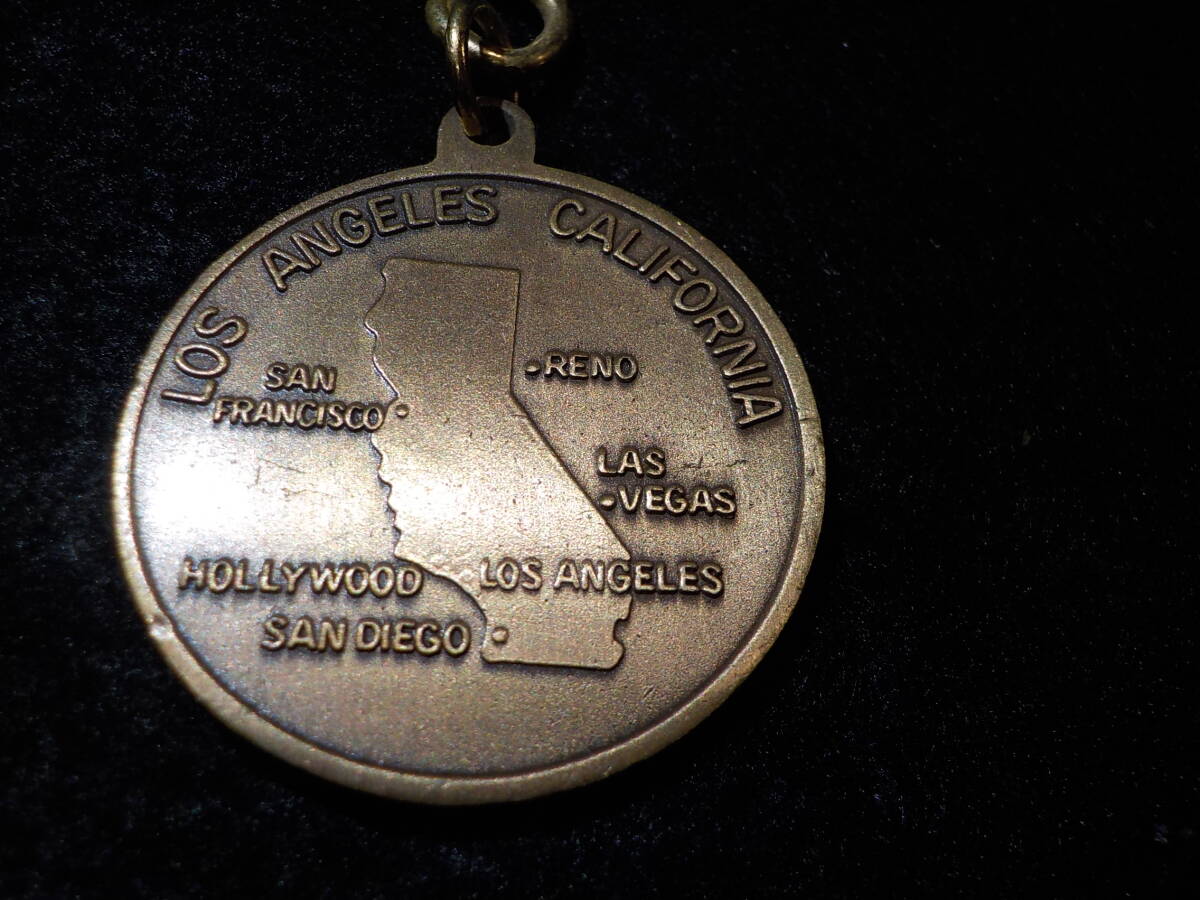 LOS ANGELES CALIFORNIA
SAN
FRANCISCO
RENO
LAS
VEGAS
HOLLYWOOD
LOS ANGELES
SAN DIEGO